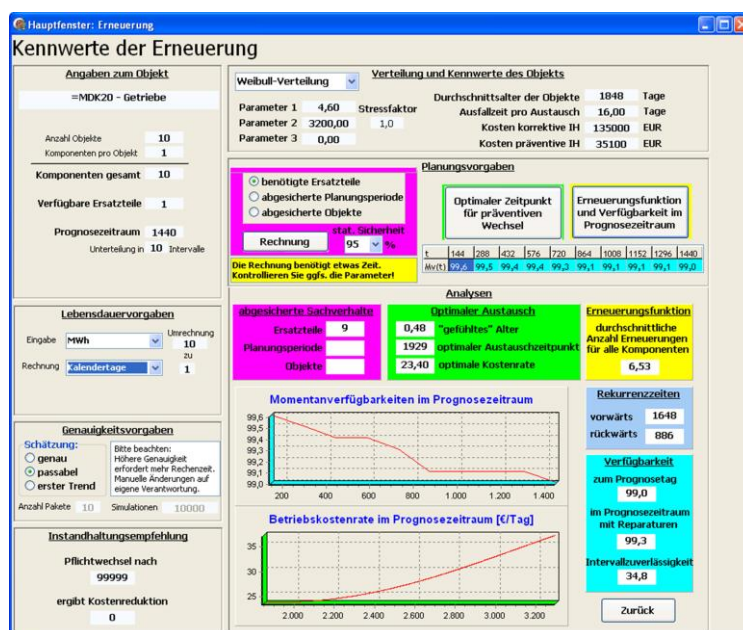 Hauptfenster: Erneuerung
Kennwerte der Erneuerung
Angaben zum Objekt
=MDK20 - Getriebe
Anzahl Objekte 10
Komponenten pro Objekt 1
Komponenten gesamt 10
Verfügbare Ersatzteile 1
Prognosezeitraum 1440
Unterteilung in 10 Intervalle
Lebensdauervorgaben
Eingabe MWh Umrechnung
10
zu
Rechnung Kalendertage 1
Genauigkeitsvorgaben
Schätzung:
genau
passabel
erster Trend
Bitte beachten:
Höhere Genauigkeit
erfordert mehr Rechenzeit.
Manuelle Änderungen auf
eigene Verantwortung.
Anzahl Pakete 10 Simulationen 10000
Instandhaltungsempfehlung
Pflichtwechsel nach
99999
ergibt Kostenreduktion
0
Verteilung und Kennwerte des Objekts
Weibull-Verteilung
Parameter 1 4,60 Stressfaktor
Parameter 2 3200,00 1,0
Parameter 3 0,00
Durchschnittsalter der Objekte 1848 Tage
Ausfallzeit pro Austausch 16,00 Tage
Kosten korrektive IH 135000 EUR
Kosten präventive IH 35100 EUR
Planungsvorgaben
benötigte Ersatzteile
abgesicherte Planungsperiode
abgesicherte Objekte
stat. Sicherheit
Rechnung 95 %
Die Rechnung benötigt etwas Zeit.
Kontrollieren Sie ggfs. die Parameter!
Optimaler Zeitpunkt
für präventiven
Wechsel
Erneuerungsfunktion
und Verfügbarkeit im
Prognosezeitraum
t 144 288 432 576 720 864 1008 1152 1296 1440
Mv(t) 99,6 99,5 99,4 99,4 99,3 99,1 99,1 99,1 99,1 99,0
Analysen
abgesicherte Sachverhalte
Ersatzteile 9
Planungsperiode
Objekte
Optimaler Austausch
0,48 "gefühltes" Alter
1929 optimaler Austauschzeitpunkt
23,40 optimale Kostenrate
Erneuerungsfunktion
durchschnittliche
Anzahl Erneuerungen
für alle Komponenten
6,53
Momentanverfügbarkeiten im Prognosezeitraum
99,6
99,5
99,4
99,3
99,2
99,1
99,0
200 400 600 800 1.000 1.200 1.400
Betriebskostenrate im Prognosezeitraum [€/Tag]
35
30
25
2.000 2.200 2.400 2.600 2.800 3.000 3.200
Rekurrenzzeiten
vorwärts 1648
rückwärts 886
Verfügbarkeit
zum Prognosetag
99,0
im Prognosezeitraum
mit Reparaturen
99,3
Intervallzuverlässigkeit
34,8
Zurück